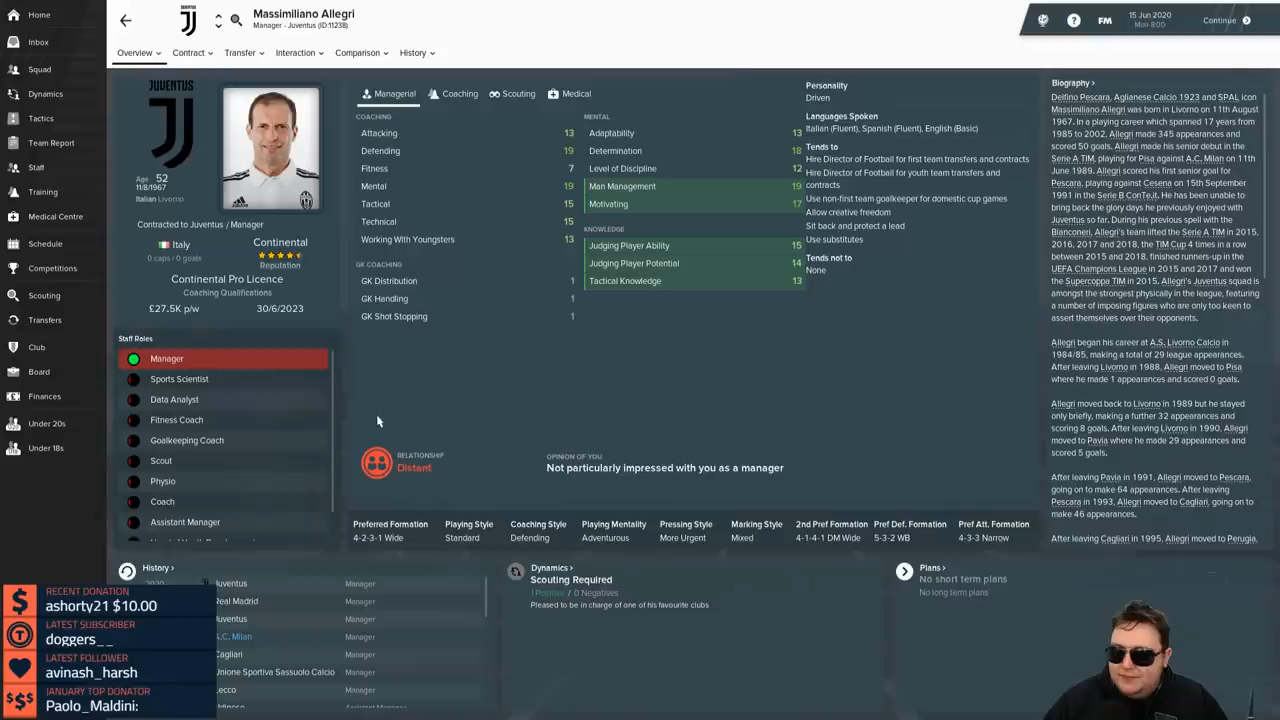 Home
Inbox
Squad
Dynamics
Tactics
Team Report
Staff
Training
Medical Centre
Schedule
Competitions
Scouting
Transfers
Club
Board
Finances
Under 20s
Under 18s
Massimiliano Allegri
Manager - Juventus (ID:11238)
15 Jun 2020
Mon 8:00
FM
Continue
Overview
Contract
Transfer
Interaction
Comparison
History
JUVENTUS
Age 52
11/8/1967
Italian Livorno
Contracted to Juventus / Manager
Italy
0 caps / 0 goals
Continental
Reputation
Continental Pro Licence
Coaching Qualifications
£27.5K p/w
30/6/2023
Staff Roles
Manager
Sports Scientist
Data Analyst
Fitness Coach
Goalkeeping Coach
Scout
Physio
Coach
Assistant Manager
Managerial
Coaching
Scouting
Medical
COACHING
Attacking 13
Defending 19
Fitness 7
Mental 19
Tactical 15
Technical 15
Working With Youngsters 13
GK COACHING
GK Distribution 1
GK Handling 1
GK Shot Stopping 1
MENTAL
Adaptability 13
Determination 18
Level of Discipline 12
Man Management 19
Motivating 17
KNOWLEDGE
Judging Player Ability 15
Judging Player Potential 14
Tactical Knowledge 13
Personality
Driven
Languages Spoken
Italian (Fluent), Spanish (Fluent), English (Basic)
Tends to
Hire Director of Football for first team transfers and contracts
Hire Director of Football for youth team transfers and
contracts
Use non-first team goalkeeper for domestic cup games
Allow creative freedom
Sit back and protect a lead
Use substitutes
Tends not to
None
RELATIONSHIP
Distant
OPINION OF YOU
Not particularly impressed with you as a manager
Preferred Formation
4-2-3-1 Wide
Playing Style
Standard
Coaching Style
Defending
Playing Mentality
Adventurous
Pressing Style
More Urgent
Marking Style
Mixed
2nd Pref Formation
4-1-4-1 DM Wide
Pref Def. Formation
5-3-2 WB
Pref Att. Formation
4-3-3 Narrow
Biography >
Delfino Pescara, Aglianese Calcio 1923 and SPAL icon
Massimiliano Allegri was born in Livorno on 11th August
1967. In a playing career which spanned 17 years from
1985 to 2002, Allegri made 345 appearances and
scored 50 goals. Allegri made his senior debut in the
Serie A TIM, playing for Pisa against A.C. Milan on 11th
June 1989. Allegri scored his first senior goal for
Pescara, playing against Cesena on 15th September
1991 in the Serie B ConTe.it. He has been unable to
bring back the glory days he previously enjoyed with
Juventus so far. During his previous spell with the
Bianconeri, Allegri's team lifted the Serie A TIM in 2015,
2016, 2017 and 2018, the TIM Cup 4 times in a row
between 2015 and 2018, finished runners-up in the
UEFA Champions League in 2015 and 2017 and won
the Supercoppa TIM in 2015. Allegri's Juventus squad is
amongst the strongest physically in the league, featuring
a number of imposing figures who are only too keen to
assert themselves over their opponents.
Allegri began his career at A.S. Livorno Calcio in
1984/85, making a total of 29 league appearances.
After leaving Livorno in 1988, Allegri moved to Pisa
where he made 1 appearances and scored 0 goals.
Allegri moved back to Livorno in 1989 but he stayed
only briefly, making a further 32 appearances and
scoring 8 goals. After leaving Livorno in 1990, Allegri
moved to Pavia where he made 29 appearances and
scored 5 goals.
After leaving Pavia in 1991, Allegri moved to Pescara,
going on to make 64 appearances. After leaving
Pescara in 1993, Allegri moved to Cagliari, going on to
make 46 appearances.
After leaving Cagliari in 1995, Allegri moved to Perugia,
History >
2020 Juventus Manager
Real Madrid Manager
Juventus Manager
A.C. Milan Manager
Cagliari Manager
Unione Sportiva Sassuolo Calcio Manager
Lecco Manager
Dynamics >
Scouting Required
1 Positive / 0 Negatives
Pleased to be in charge of one of his favourite clubs
Plans >
No short term plans
No long term plans
RECENT DONATION
ashorty21 $10.00
LATEST SUBSCRIBER
doggers__
LATEST FOLLOWER
avinash_harsh
JANUARY TOP DONATOR
Paolo_Maldini: